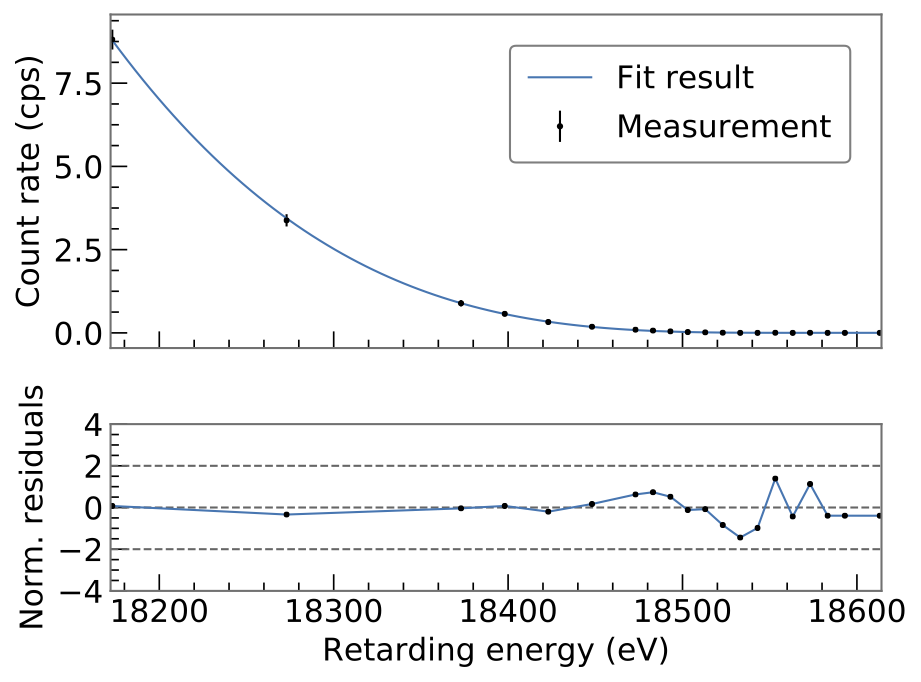 Count rate (cps)
7.5
5.0
2.5
0.0
Fit result
Measurement
Norm. residuals
4
2
0
−2
−4
18200 18300 18400 18500 18600
Retarding energy (eV)